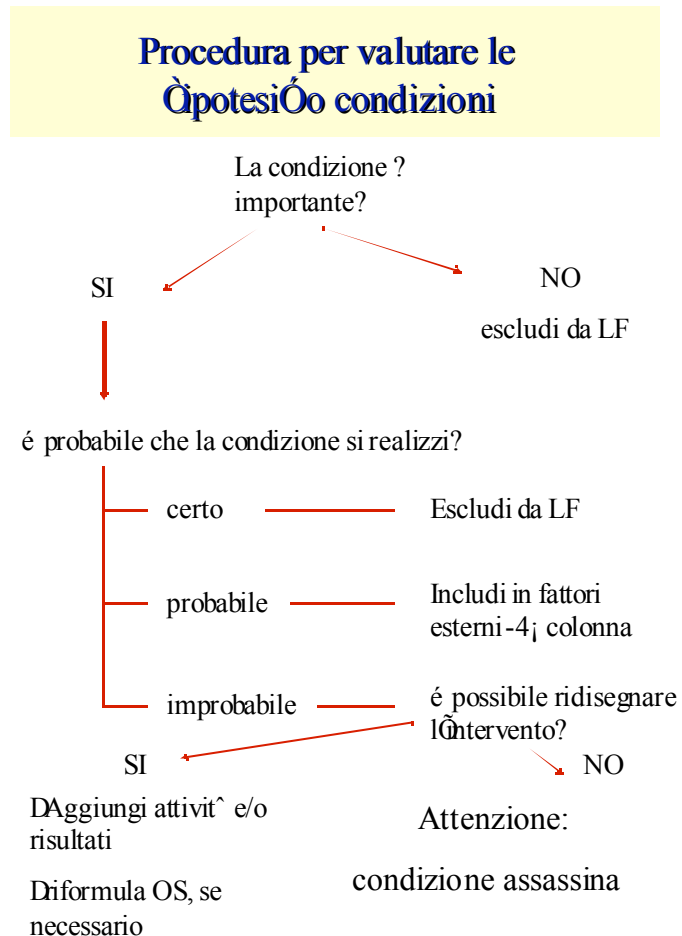 Procedura per valutare le
ÒipotesiÓo condizioni
La condizione ?
importante?
SI
NO
escludi da LF
é probabile che la condizione si realizzi?
certo
Escludi da LF
probabile
Includi in fattori
esterni-4¡ colonna
improbabile
é possibile ridisegnare
lÕintervento?
SI
NO
DAggiungi attivitˆ e/o
risultati
Driformula OS, se
necessario
Attenzione:
condizione assassina